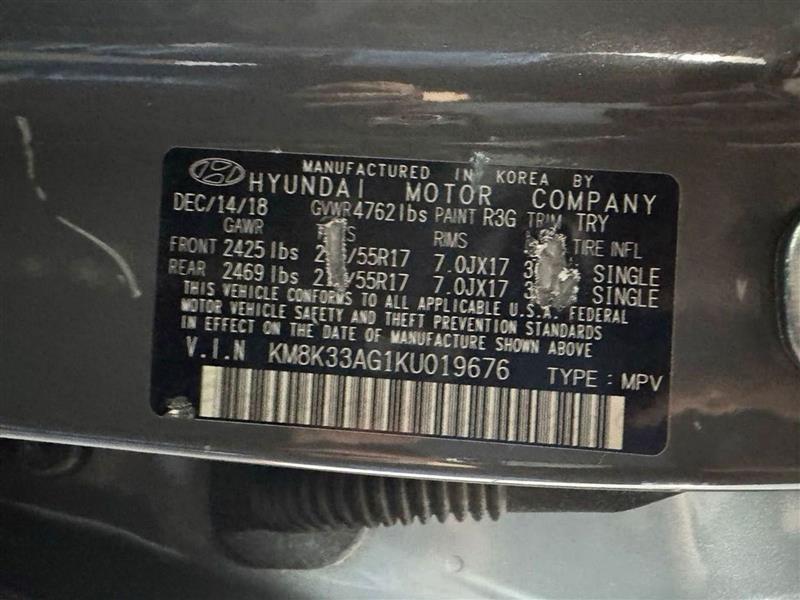 MANUFACTURED IN KOREA BY
HYUNDAI MOTOR COMPANY
DEC/14/18 GVWR4762lbs PAINT R3G TRIM TRY
GAWR RIMS TIRE INFL
FRONT 2425 lbs /55R17 7.0JX17 SINGLE
REAR 2469 lbs /55R17 7.0JX17 SINGLE
THIS VEHICLE CONFORMS TO ALL APPLICABLE U.S.A. FEDERAL
MOTOR VEHICLE SAFETY AND THEFT PREVENTION STANDARDS
IN EFFECT ON THE DATE OF MANUFACTURE SHOWN ABOVE
V.I.N KM8K33AG1KU019676 TYPE : MPV